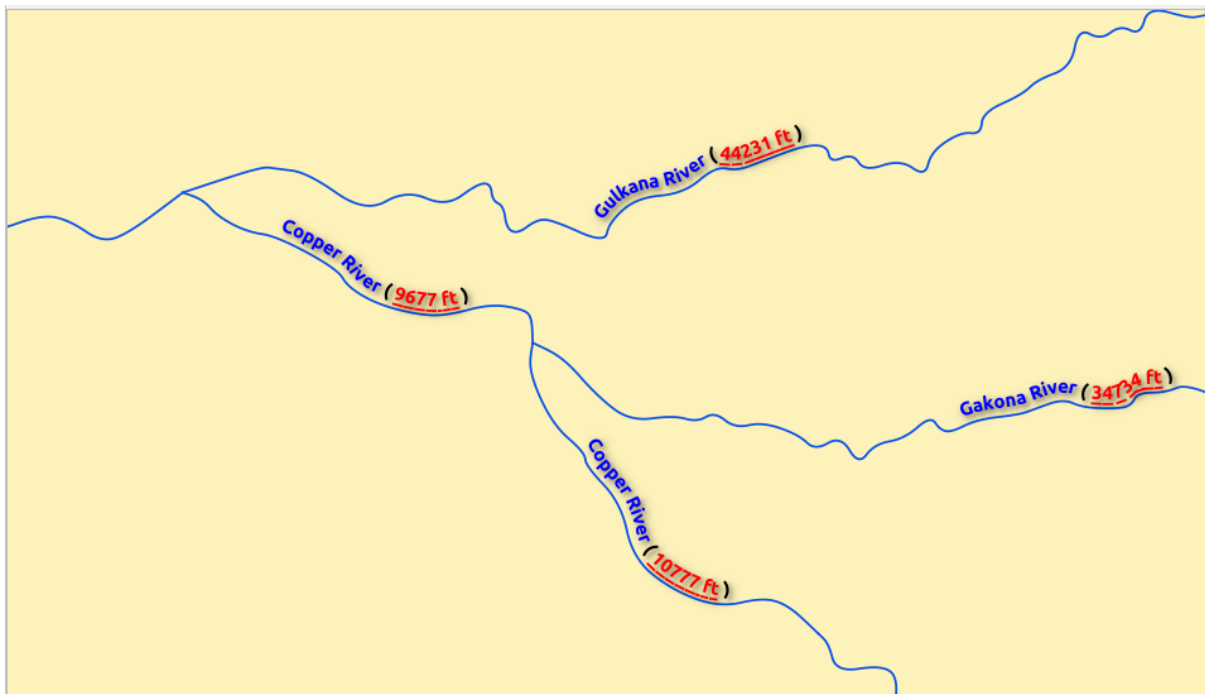 Gulkana River (44231 ft)
Copper River (9677 ft)
Gakona River (34734 ft)
Copper River (10777 ft)